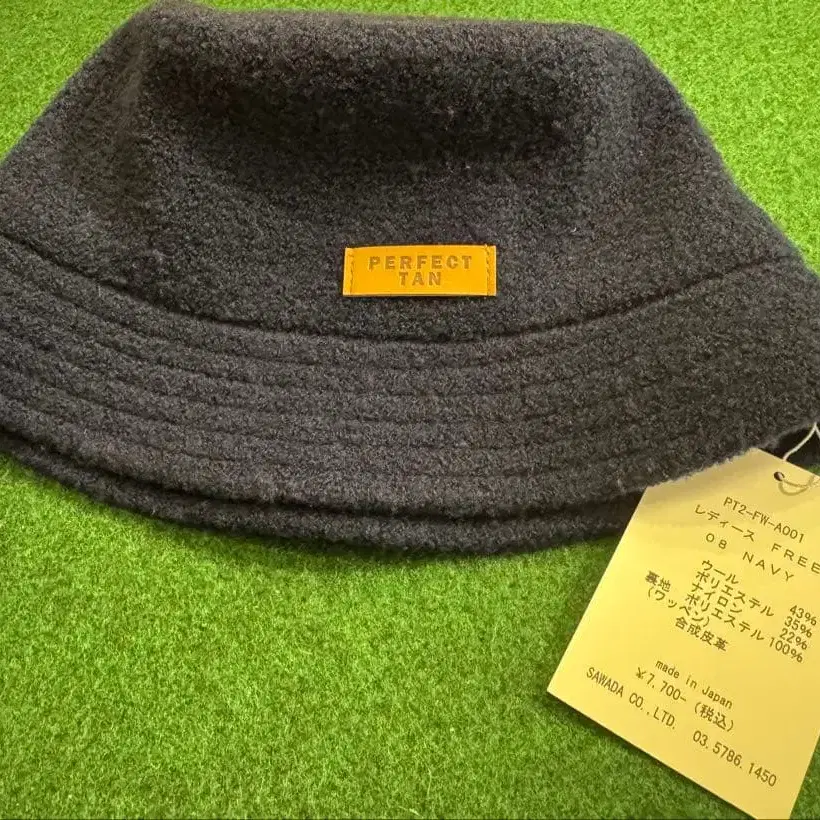 PERFECT
TAN
PT2-FW-A001
レディース FREE
08 NAVY
ウール 43%
ポリエステル 35%
ナイロン 22%
裏地 ポリエステル 100%
(ワッペン)
合成皮革
made in Japan
¥7.700- (税込)
SAWADA CO.,LTD. 03.5786.1450